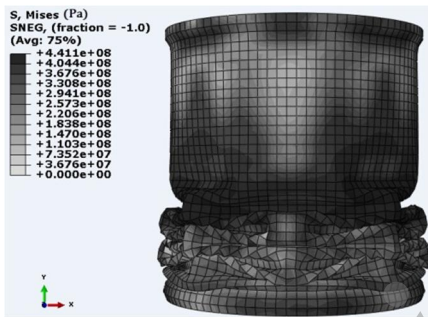 S, Mises (Pa)
SNEG, (fraction = -1.0)
(Avg: 75%)
+4.411e+08
+4.044e+08
+3.676e+08
+3.308e+08
+2.941e+08
+2.573e+08
+2.206e+08
+1.838e+08
+1.470e+08
+1.103e+08
+7.352e+07
+3.676e+07
+0.000e+00
Y
X